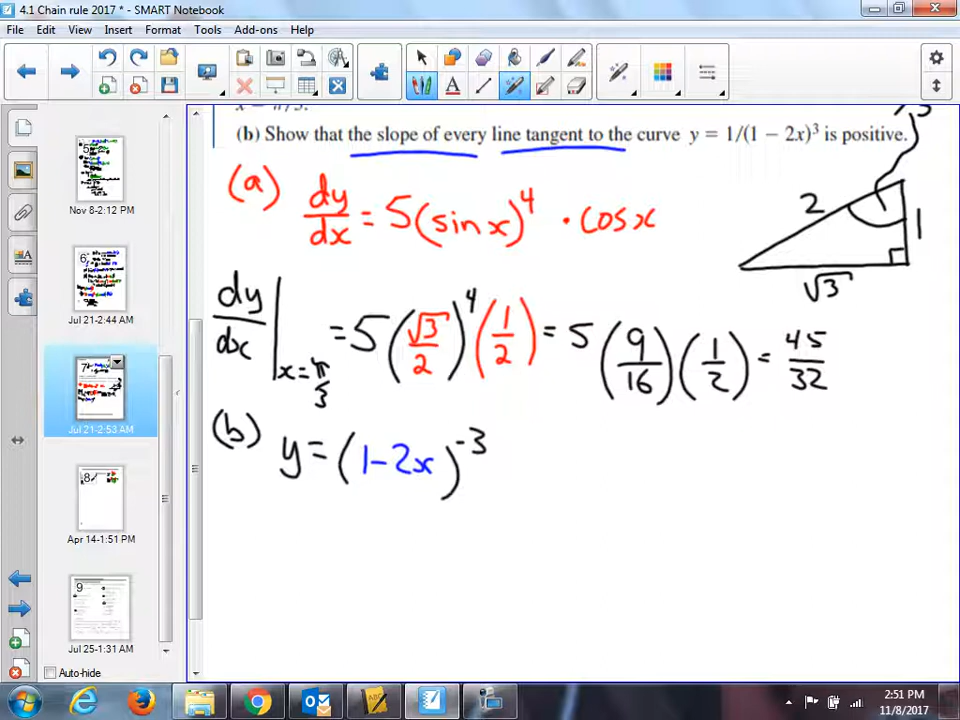 4.1 Chain rule 2017 * - SMART Notebook
File Edit View Insert Format Tools Add-ons Help
(b) Show that the slope of every line tangent to the curve y = 1/(1 − 2x)³ is positive.
(a) dy/dx = 5(sin x)⁴ · cos x
2
1
√3
dy/dx | x = π/3 = 5(√3/2)⁴(1/2) = 5(9/16)(1/2) = 45/32
(b) y = (1-2x)⁻³
Nov 8-2:12 PM
6
Jul 21-2:44 AM
7
Jul 21-2:53 AM
8
Apr 14-1:51 PM
9
Jul 25-1:31 AM
Auto-hide
2:51 PM
11/8/2017